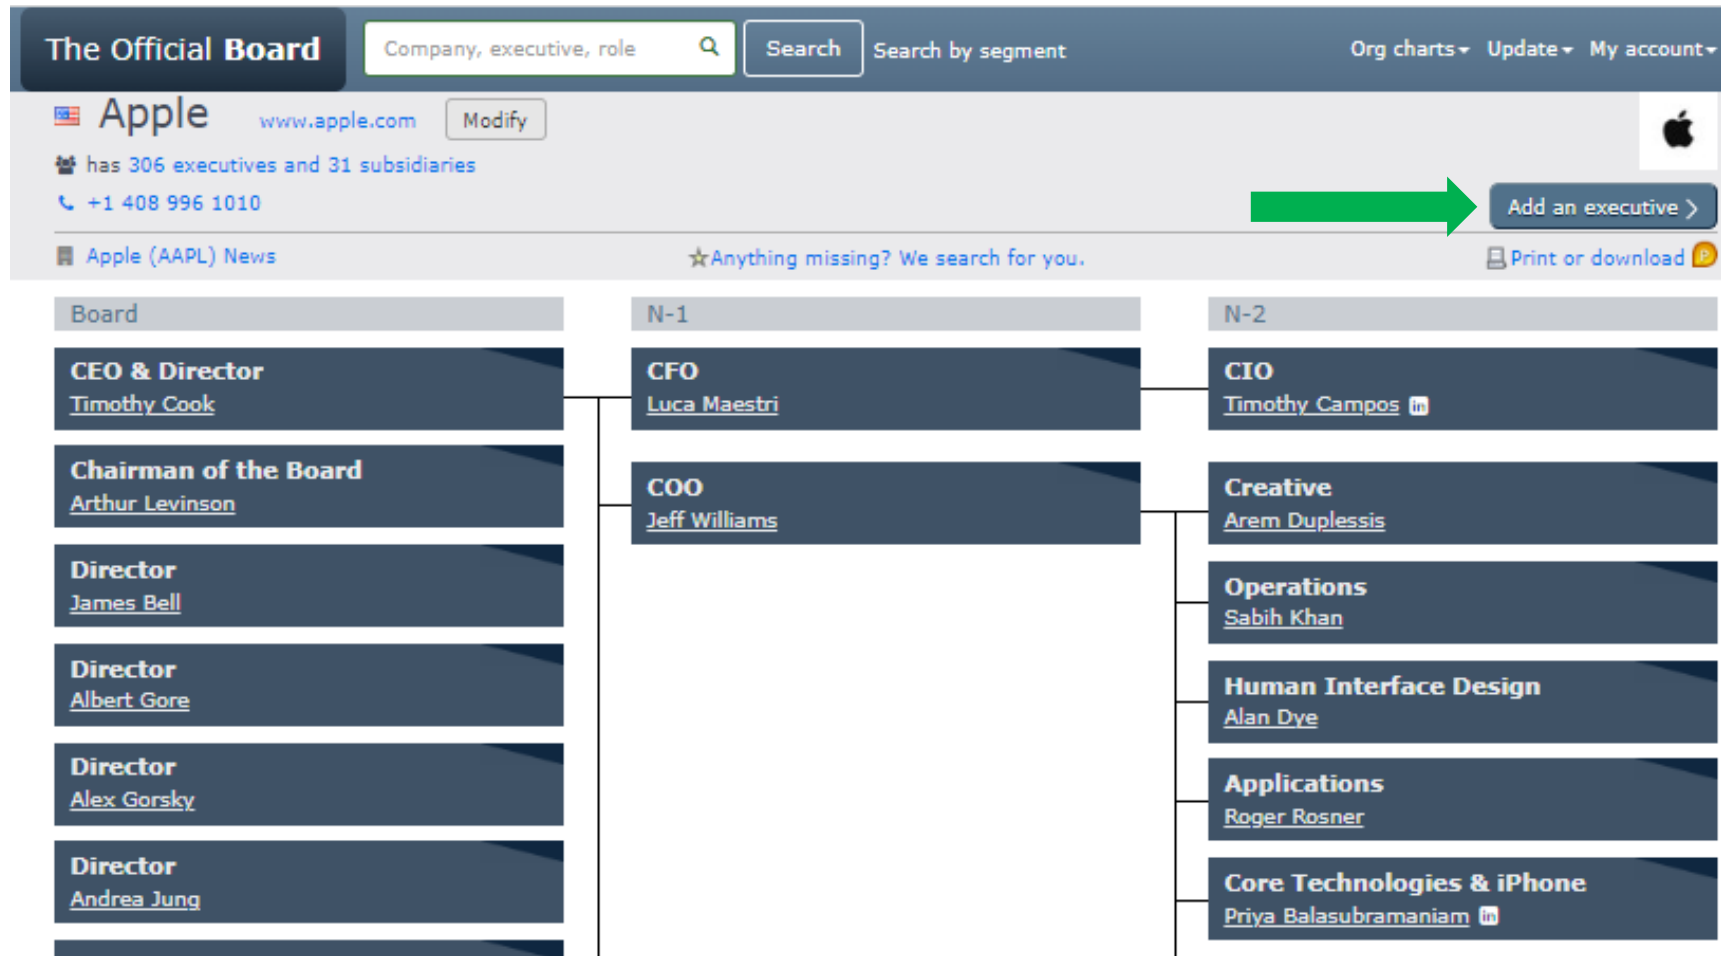 The Official Board
Company, executive, role
Search
Search by segment
Org charts
Update
My account
Apple
www.apple.com
Modify
has 306 executives and 31 subsidiaries
+1 408 996 1010
Add an executive
Apple (AAPL) News
Anything missing? We search for you.
Print or download
P
Board
CEO & Director
Timothy Cook
Chairman of the Board
Arthur Levinson
Director
James Bell
Director
Albert Gore
Director
Alex Gorsky
Director
Andrea Jung
N-1
CFO
Luca Maestri
COO
Jeff Williams
N-2
CIO
Timothy Campos in
Creative
Arem Duplessis
Operations
Sabih Khan
Human Interface Design
Alan Dye
Applications
Roger Rosner
Core Technologies & iPhone
Priya Balasubramaniam in